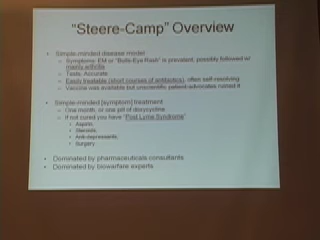 "Steere-Camp" Overview
• Simple-minded disease model
– Symptoms: EM or "Bulls-Eye Rash" is prevalent, possibly followed w/
mainly arthritis
– Tests: Accurate
– Easily treatable (short courses of antibiotics), often self-resolving
– Vaccine was available but unscientific patient-advocates ruined it
• Simple-minded [symptom] treatment
– One month, or one pill of doxycycline
– If not cured you have "Post Lyme Syndrome"
• Aspirin,
• Steroids,
• Anti-depressants,
• Surgery
• Dominated by pharmaceuticals consultants
• Dominated by biowarfare experts